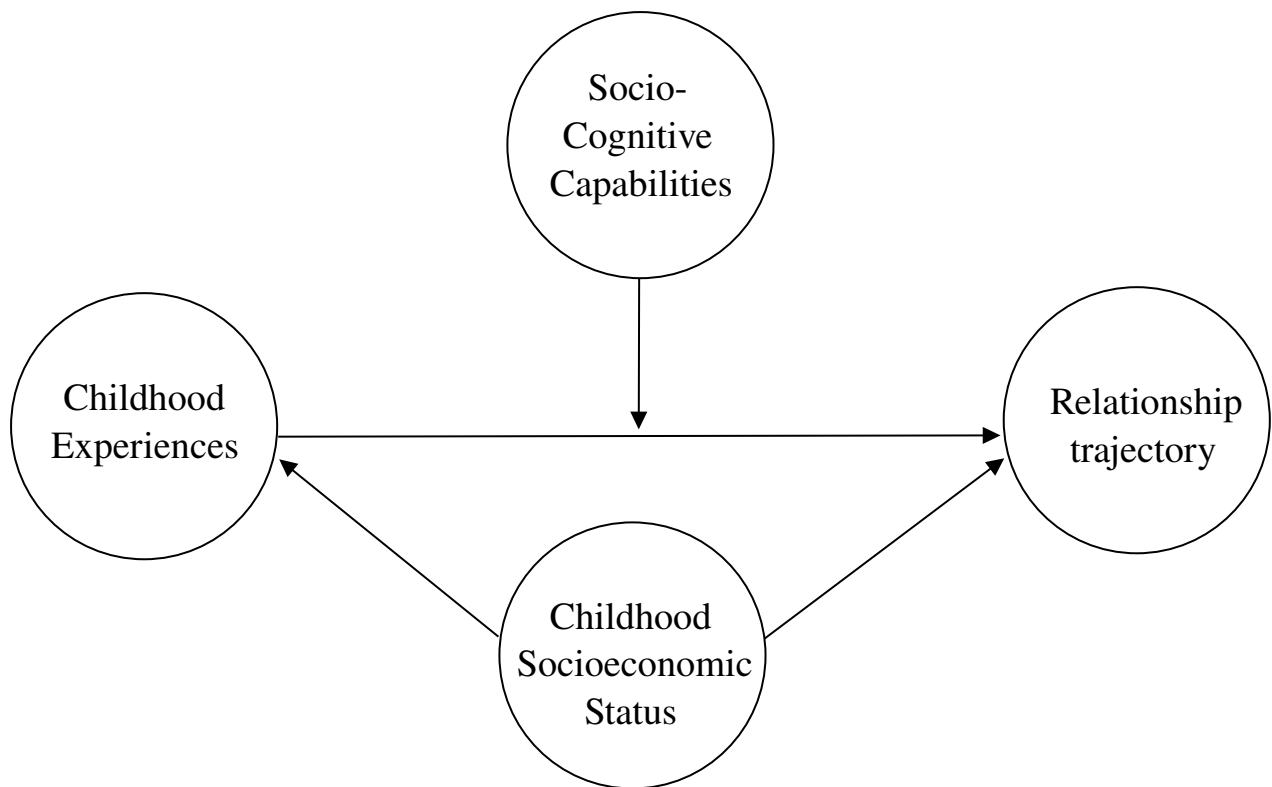 Socio-
Cognitive
Capabilities
Childhood
Experiences
Relationship
trajectory
Childhood
Socioeconomic
Status